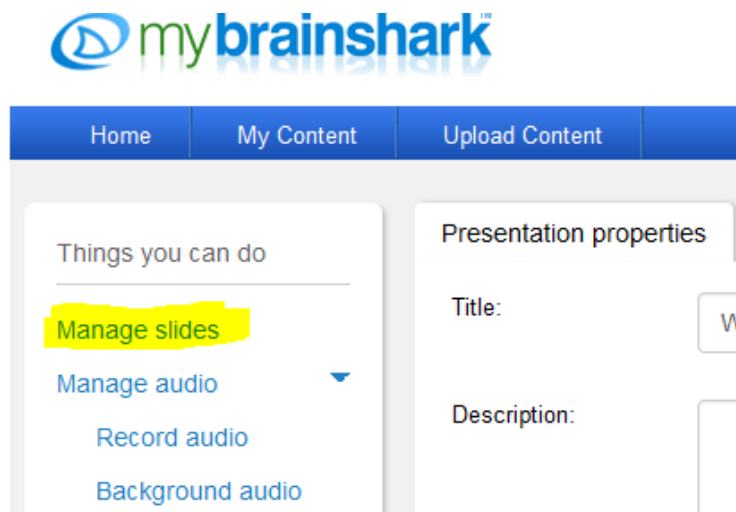 mybrainshark™
Home My Content Upload Content
Things you can do
Manage slides
Manage audio
Record audio
Background audio
Presentation properties
Title:
W
Description: